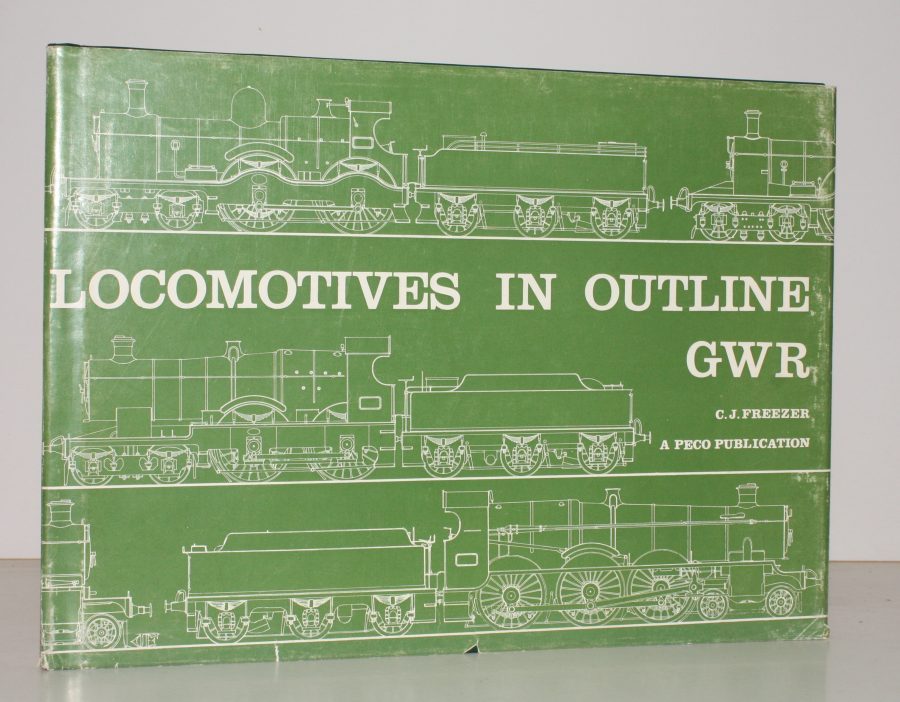 LOCOMOTIVES IN OUTLINE
GWR
C.J. FREEZER
A PECO PUBLICATION